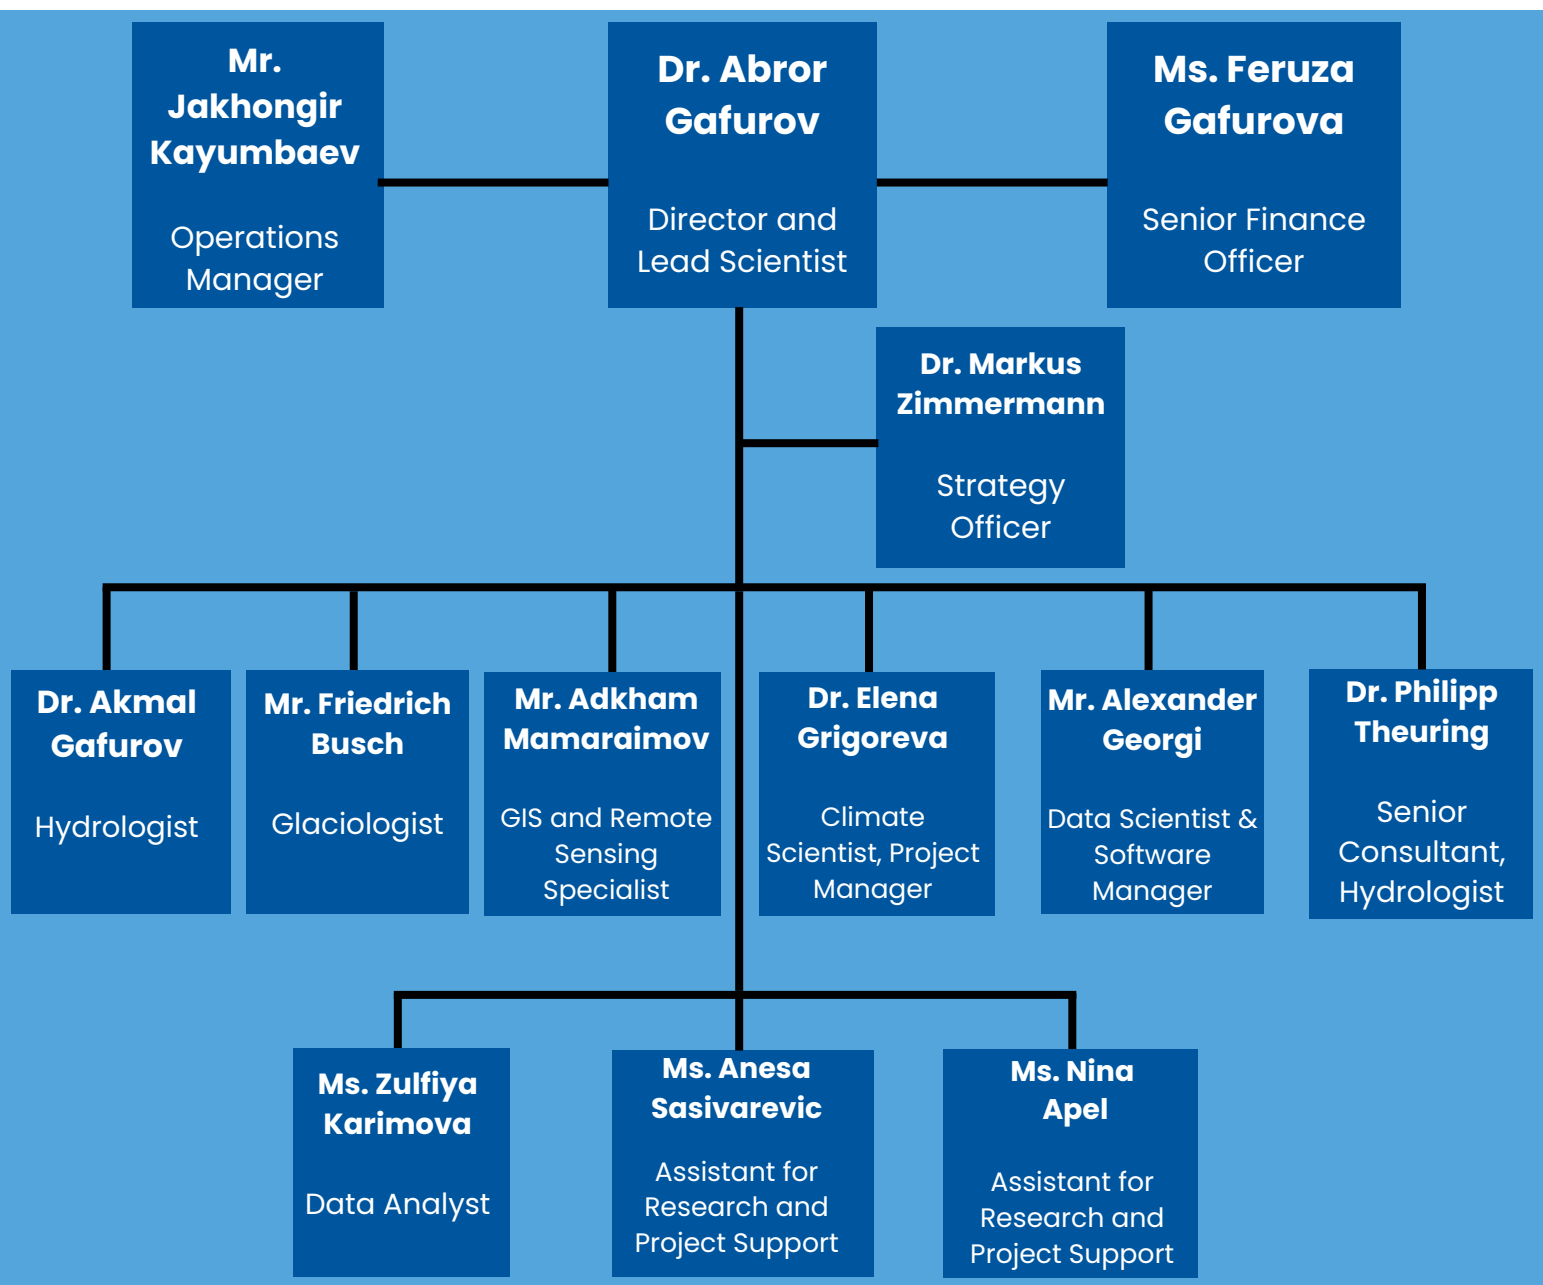 Mr.
Jakhongir
Kayumbaev
Operations
Manager
Dr. Abror
Gafurov
Director and
Lead Scientist
Ms. Feruza
Gafurova
Senior Finance
Officer
Dr. Markus
Zimmermann
Strategy
Officer
Dr. Akmal
Gafurov
Hydrologist
Mr. Friedrich
Busch
Glaciologist
Mr. Adkham
Mamaraimov
GIS and Remote
Sensing
Specialist
Dr. Elena
Grigoreva
Climate
Scientist, Project
Manager
Mr. Alexander
Georgi
Data Scientist &
Software
Manager
Dr. Philipp
Theuring
Senior
Consultant,
Hydrologist
Ms. Zulfiya
Karimova
Data Analyst
Ms. Anesa
Sasivarevic
Assistant for
Research and
Project Support
Ms. Nina
Apel
Assistant for
Research and
Project Support